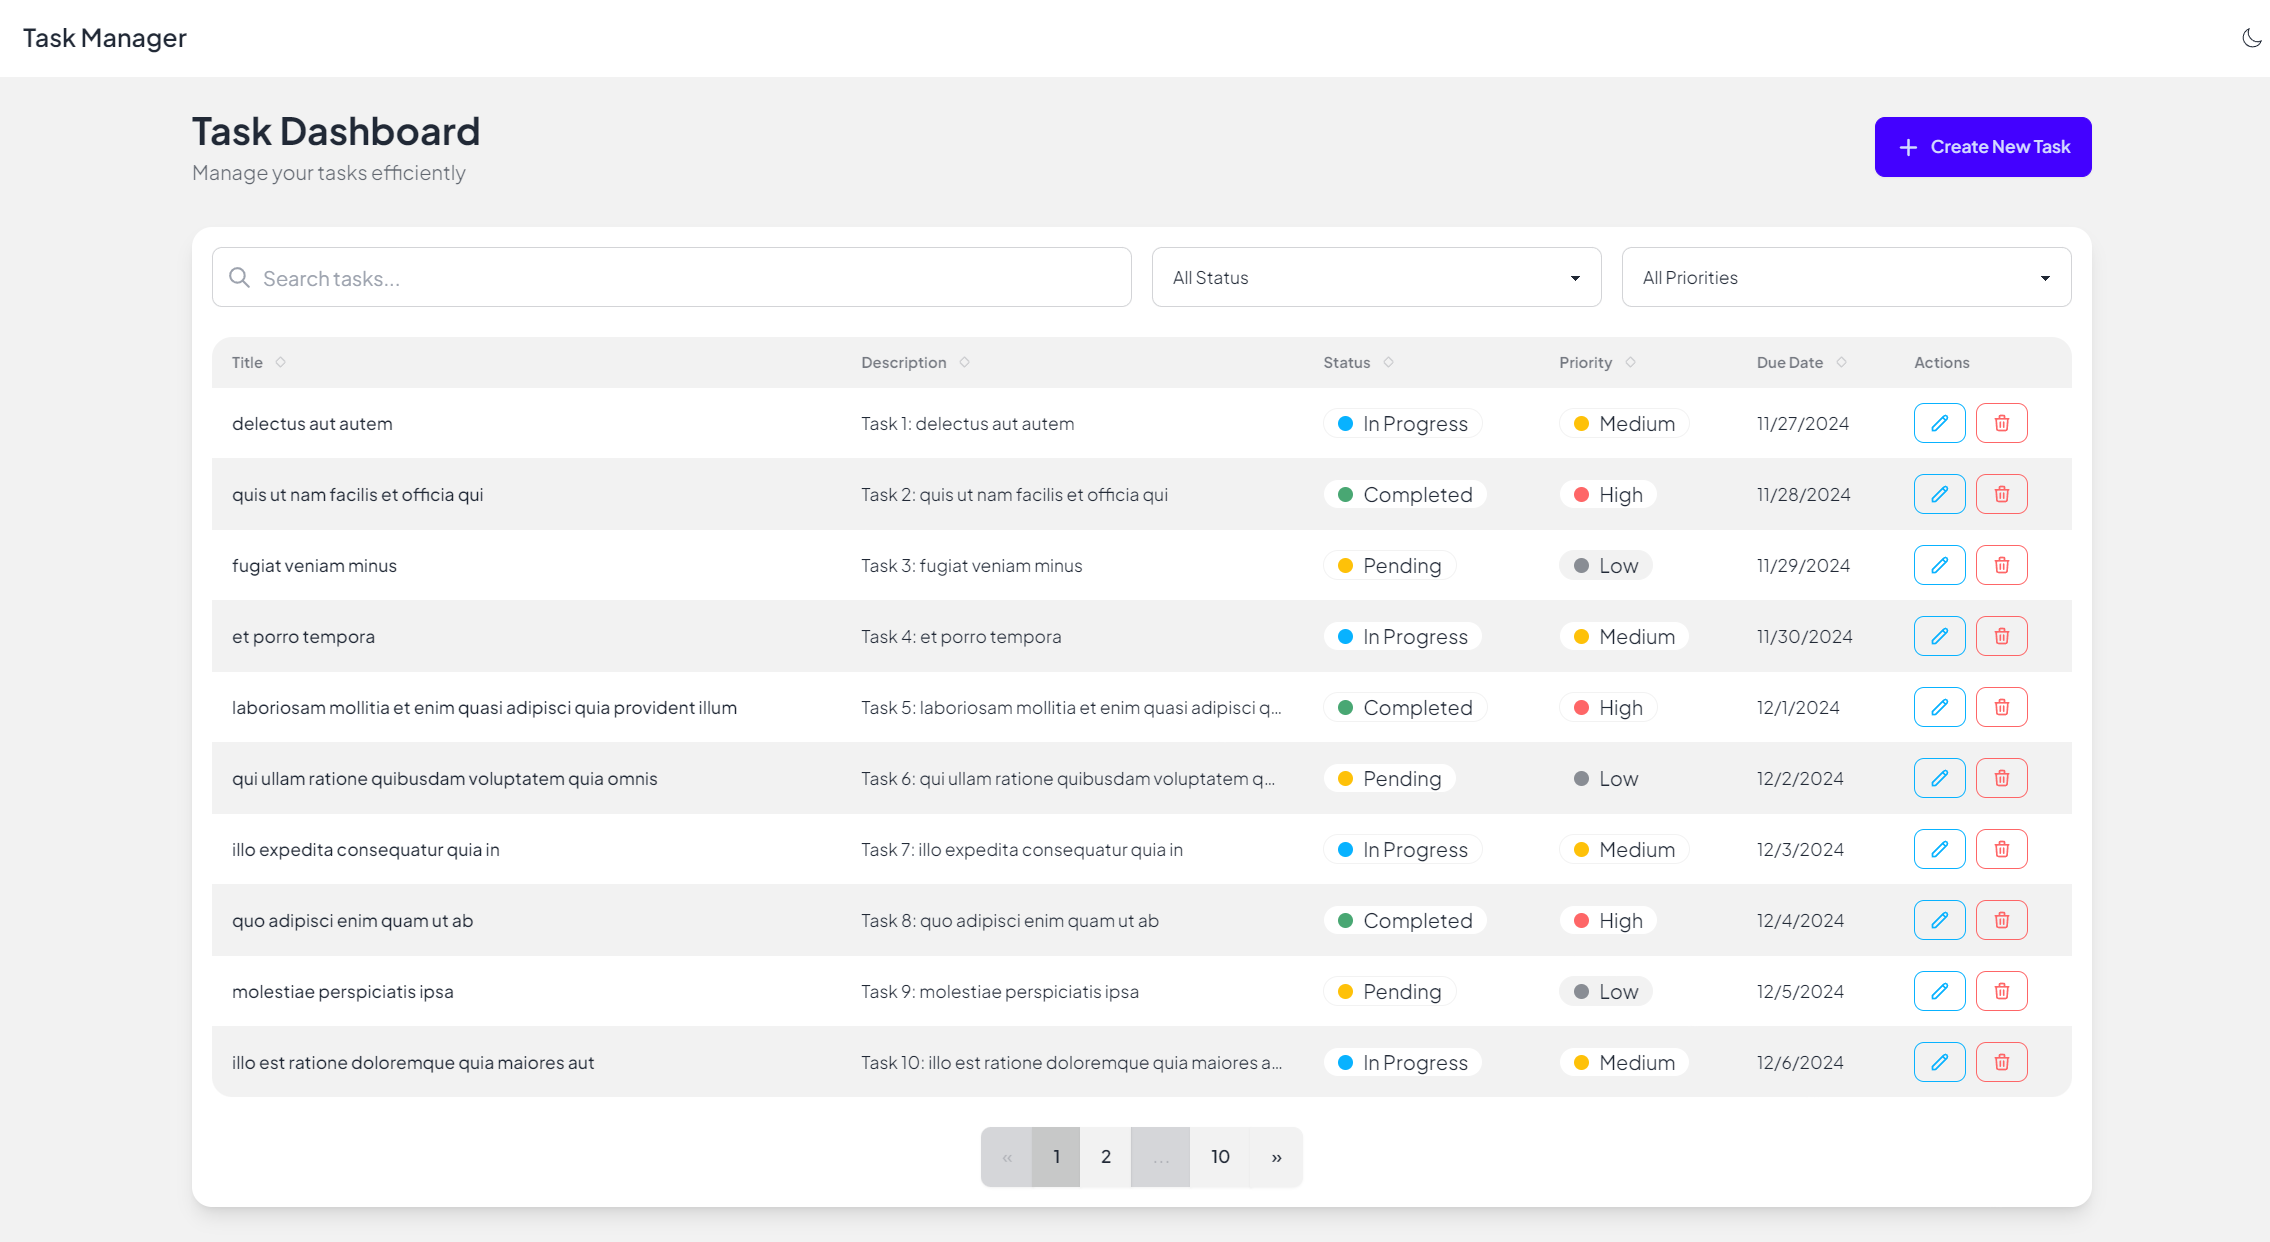 Task Manager
Task Dashboard
Manage your tasks efficiently
Create New Task
Search tasks...
All Status
All Priorities
Title Description Status Priority Due Date Actions
delectus aut autem Task 1: delectus aut autem In Progress Medium 11/27/2024
quis ut nam facilis et officia qui Task 2: quis ut nam facilis et officia qui Completed High 11/28/2024
fugiat veniam minus Task 3: fugiat veniam minus Pending Low 11/29/2024
et porro tempora Task 4: et porro tempora In Progress Medium 11/30/2024
laboriosam mollitia et enim quasi adipisci quia provident illum Task 5: laboriosam mollitia et enim quasi adipisci q... Completed High 12/1/2024
qui ullam ratione quibusdam voluptatem quia omnis Task 6: qui ullam ratione quibusdam voluptatem q... Pending Low 12/2/2024
illo expedita consequatur quia in Task 7: illo expedita consequatur quia in In Progress Medium 12/3/2024
quo adipisci enim quam ut ab Task 8: quo adipisci enim quam ut ab Completed High 12/4/2024
molestiae perspiciatis ipsa Task 9: molestiae perspiciatis ipsa Pending Low 12/5/2024
illo est ratione doloremque quia maiores aut Task 10: illo est ratione doloremque quia maiores a... In Progress Medium 12/6/2024
« 1 2 ... 10 »